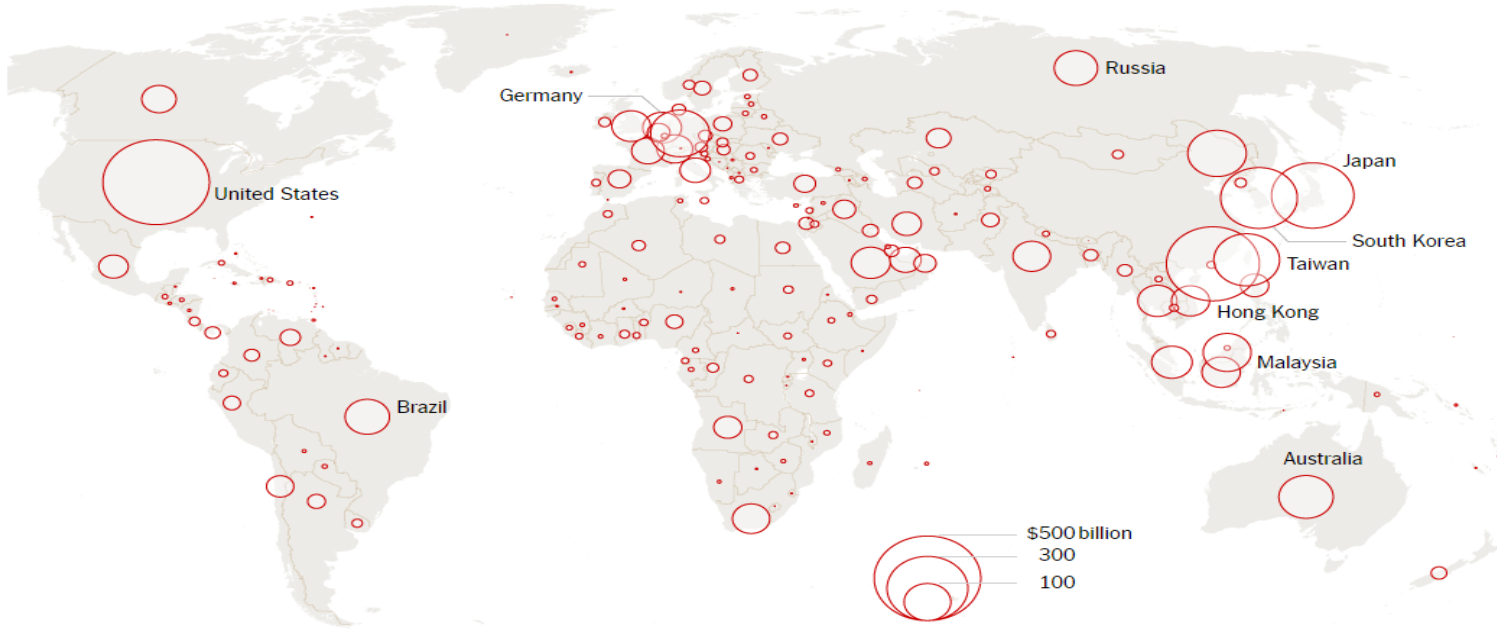 Russia
Germany
Japan
United States
South Korea
Taiwan
Hong Kong
Malaysia
Brazil
Australia
$500 billion
300
100